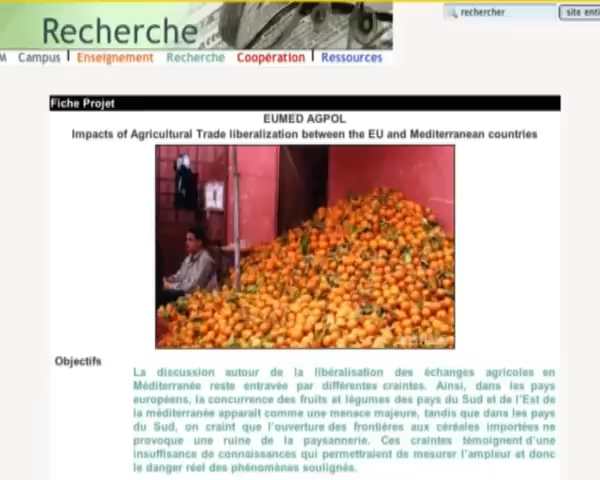 Recherche
rechercher
site enti
M Campus Enseignement Recherche Coopération Ressources
Fiche Projet
EUMED AGPOL
Impacts of Agricultural Trade liberalization between the EU and Mediterranean countries
Objectifs
La discussion autour de la libéralisation des échanges agricoles en
Méditerranée reste entravée par différentes craintes. Ainsi, dans les pays
européens, la concurrence des fruits et légumes des pays du Sud et de l'Est de
la méditerranée apparaît comme une menace majeure, tandis que dans les pays
du Sud, on craint que l'ouverture des frontières aux céréales importées ne
provoque une ruine de la paysannerie. Ces craintes témoignent d'une
insuffisance de connaissances qui permettraient de mesurer l'ampleur et donc
le danger réel des phénomènes soulignés.